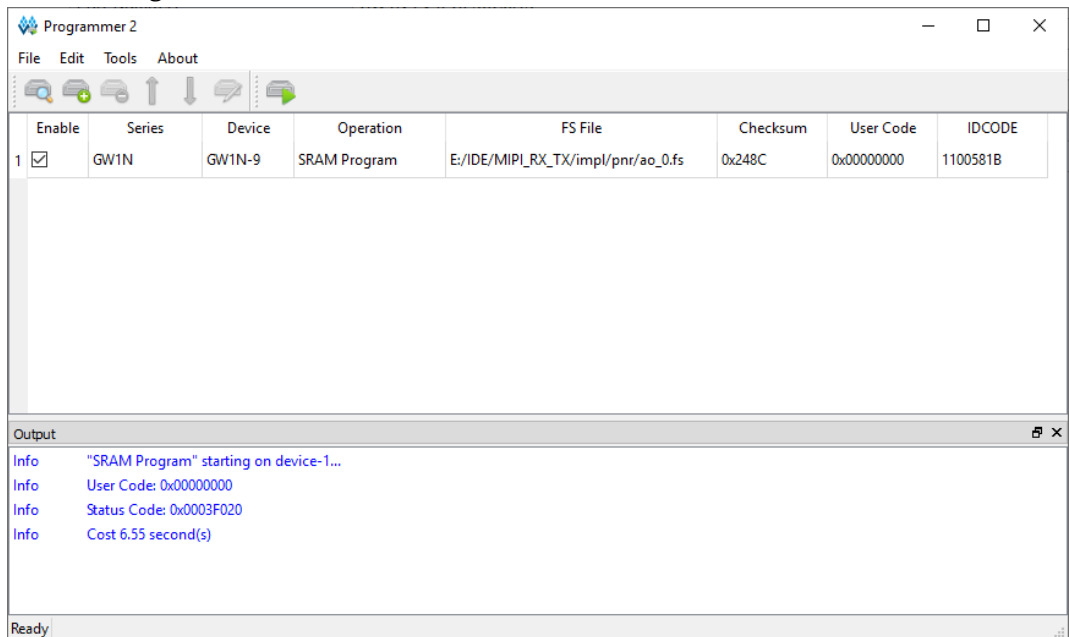 Programmer 2
File Edit Tools About
Enable Series Device Operation FS File Checksum User Code IDCODE
1 GW1N GW1N-9 SRAM Program E:/IDE/MIPI_RX_TX/impl/pnr/ao_0.fs 0x248C 0x00000000 1100581B
Output
Info "SRAM Program" starting on device-1...
Info User Code: 0x00000000
Info Status Code: 0x0003F020
Info Cost 6.55 second(s)
Ready